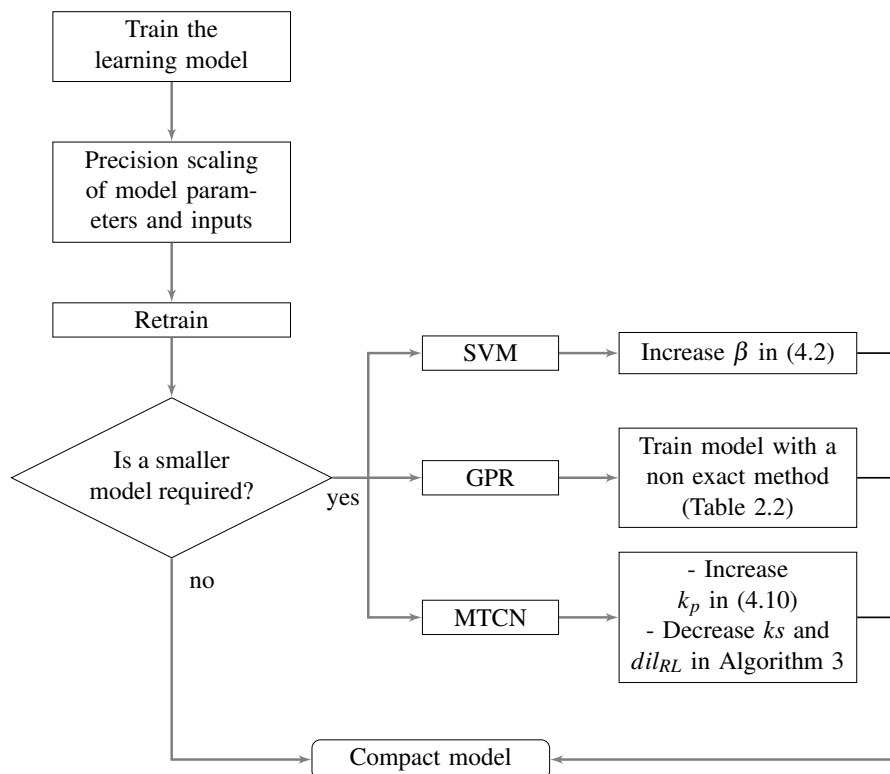 Train the
learning model
Precision scaling
of model param-
eters and inputs
Retrain
Is a smaller
model required?
yes
no
SVM
Increase β in (4.2)
GPR
Train model with a
non exact method
(Table 2.2)
MTCN
- Increase
k_p in (4.10)
- Decrease ks and
dil_RL in Algorithm 3
Compact model